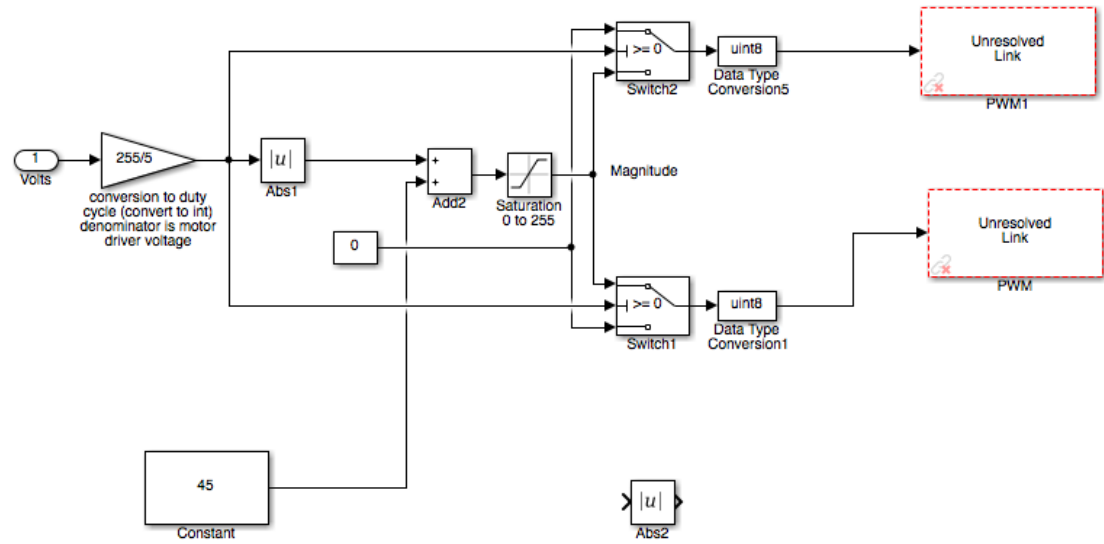 1
Volts
255/5
conversion to duty
cycle (convert to int)
denominator is motor
driver voltage
|u|
Abs1
+
+
Add2
Saturation
0 to 255
0
Magnitude
>= 0
Switch2
uint8
Data Type
Conversion5
Unresolved
Link
PWM1
>= 0
Switch1
uint8
Data Type
Conversion1
Unresolved
Link
PWM
45
Constant
|u|
Abs2